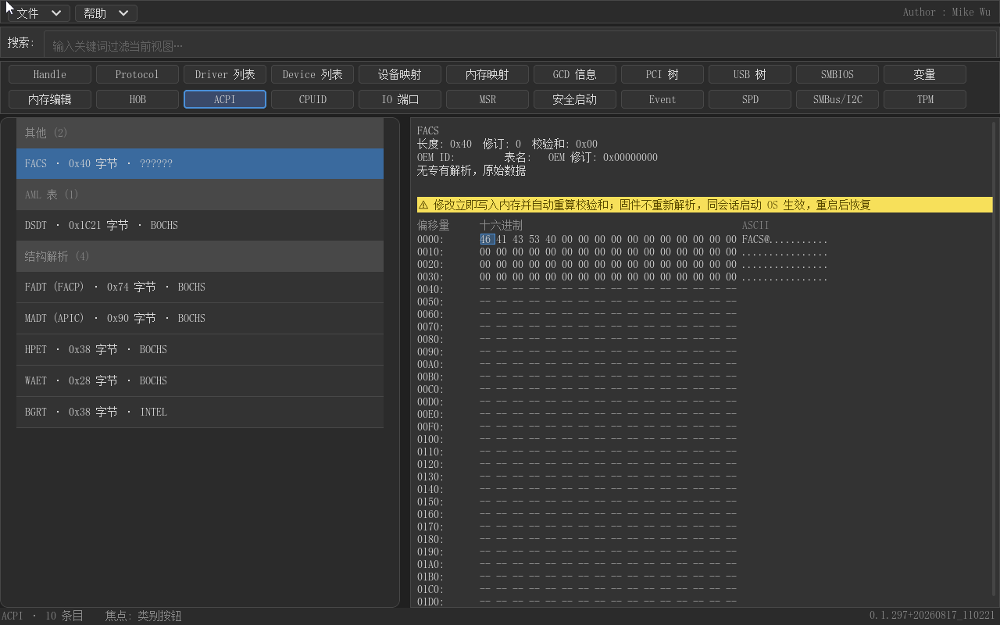 文件 帮助 Author : Mike Wu
搜索: 输入关键词过滤当前视图…
Handle Protocol Driver 列表 Device 列表 设备映射 内存映射 GCD 信息 PCI 树 USB 树 SMBIOS 变量
内存编辑 HOB ACPI CPUID IO 端口 MSR 安全启动 Event SPD SMBus/I2C TPM
其他 (2)
FACS · 0x40 字节 · ??????
AML 表 (1)
DSDT · 0x1C21 字节 · BOCHS
结构解析 (4)
FADT (FACP) · 0x74 字节 · BOCHS
MADT (APIC) · 0x90 字节 · BOCHS
HPET · 0x38 字节 · BOCHS
WAET · 0x28 字节 · BOCHS
BGRT · 0x38 字节 · INTEL
FACS
长度: 0x40 修订: 0 校验和: 0x00
OEM ID: 表名: OEM 修订: 0x00000000
无专有解析，原始数据
⚠ 修改立即写入内存并自动重算校验和；固件不重新解析，同会话启动 OS 生效，重启后恢复
偏移量 十六进制 ASCII
0000: 46 41 43 53 40 00 00 00 00 00 00 00 00 00 00 00 FACS@...........
0010: 00 00 00 00 00 00 00 00 00 00 00 00 00 00 00 00 ................
0020: 00 00 00 00 00 00 00 00 00 00 00 00 00 00 00 00 ................
0030: 00 00 00 00 00 00 00 00 00 00 00 00 00 00 00 00 ................
0040: -- -- -- -- -- -- -- -- -- -- -- -- -- -- -- --
0050: -- -- -- -- -- -- -- -- -- -- -- -- -- -- -- --
0060: -- -- -- -- -- -- -- -- -- -- -- -- -- -- -- --
0070: -- -- -- -- -- -- -- -- -- -- -- -- -- -- -- --
0080: -- -- -- -- -- -- -- -- -- -- -- -- -- -- -- --
0090: -- -- -- -- -- -- -- -- -- -- -- -- -- -- -- --
00A0: -- -- -- -- -- -- -- -- -- -- -- -- -- -- -- --
00B0: -- -- -- -- -- -- -- -- -- -- -- -- -- -- -- --
00C0: -- -- -- -- -- -- -- -- -- -- -- -- -- -- -- --
00D0: -- -- -- -- -- -- -- -- -- -- -- -- -- -- -- --
00E0: -- -- -- -- -- -- -- -- -- -- -- -- -- -- -- --
00F0: -- -- -- -- -- -- -- -- -- -- -- -- -- -- -- --
0100: -- -- -- -- -- -- -- -- -- -- -- -- -- -- -- --
0110: -- -- -- -- -- -- -- -- -- -- -- -- -- -- -- --
0120: -- -- -- -- -- -- -- -- -- -- -- -- -- -- -- --
0130: -- -- -- -- -- -- -- -- -- -- -- -- -- -- -- --
0140: -- -- -- -- -- -- -- -- -- -- -- -- -- -- -- --
0150: -- -- -- -- -- -- -- -- -- -- -- -- -- -- -- --
0160: -- -- -- -- -- -- -- -- -- -- -- -- -- -- -- --
0170: -- -- -- -- -- -- -- -- -- -- -- -- -- -- -- --
0180: -- -- -- -- -- -- -- -- -- -- -- -- -- -- -- --
0190: -- -- -- -- -- -- -- -- -- -- -- -- -- -- -- --
01A0: -- -- -- -- -- -- -- -- -- -- -- -- -- -- -- --
01B0: -- -- -- -- -- -- -- -- -- -- -- -- -- -- -- --
01C0: -- -- -- -- -- -- -- -- -- -- -- -- -- -- -- --
01D0: -- -- -- -- -- -- -- -- -- -- -- -- -- -- -- --
ACPI · 10 条目 焦点: 类别按钮 0.1.297+20260817_110221